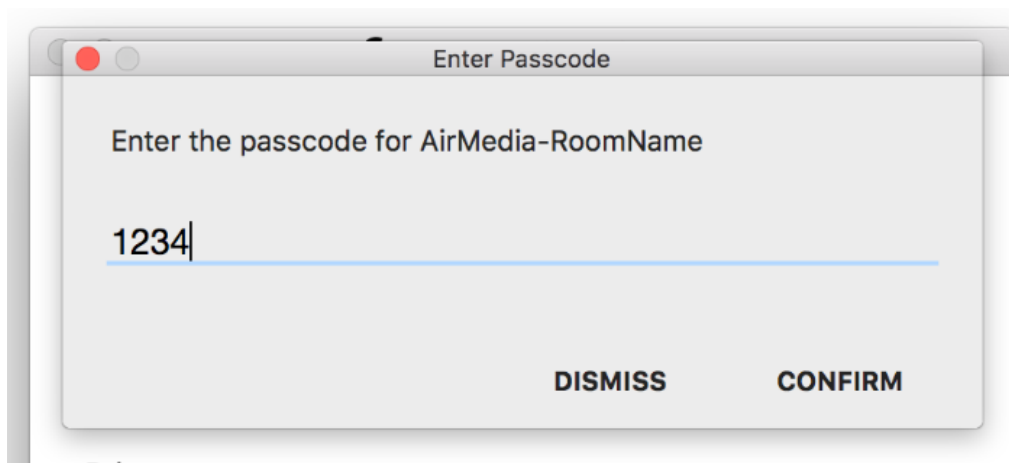 Enter Passcode
Enter the passcode for AirMedia-RoomName
1234
DISMISS CONFIRM